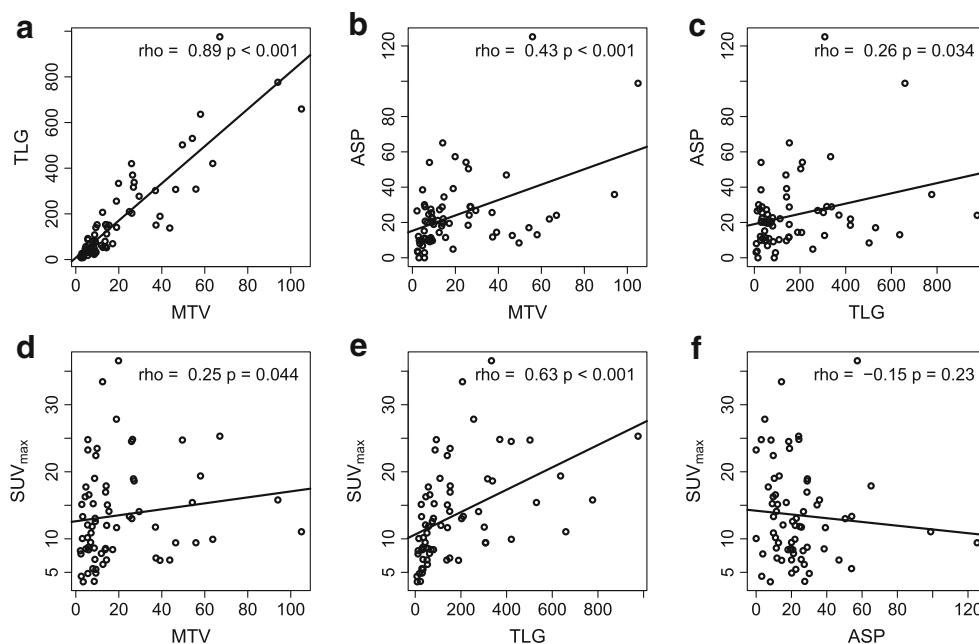 a
rho = 0.89 p < 0.001
TLG
0 200 400 600 800
0 20 40 60 80 100
MTV
b
rho = 0.43 p < 0.001
ASP
0 20 40 60 80 120
0 20 40 60 80 100
MTV
c
rho = 0.26 p = 0.034
ASP
0 20 40 60 80 120
0 200 400 600 800
TLG
d
rho = 0.25 p = 0.044
SUVmax
5 10 20 30
0 20 40 60 80 100
MTV
e
rho = 0.63 p < 0.001
SUVmax
5 10 20 30
0 200 400 600 800
TLG
f
rho = −0.15 p = 0.23
SUVmax
5 10 20 30
0 20 40 60 80 120
ASP